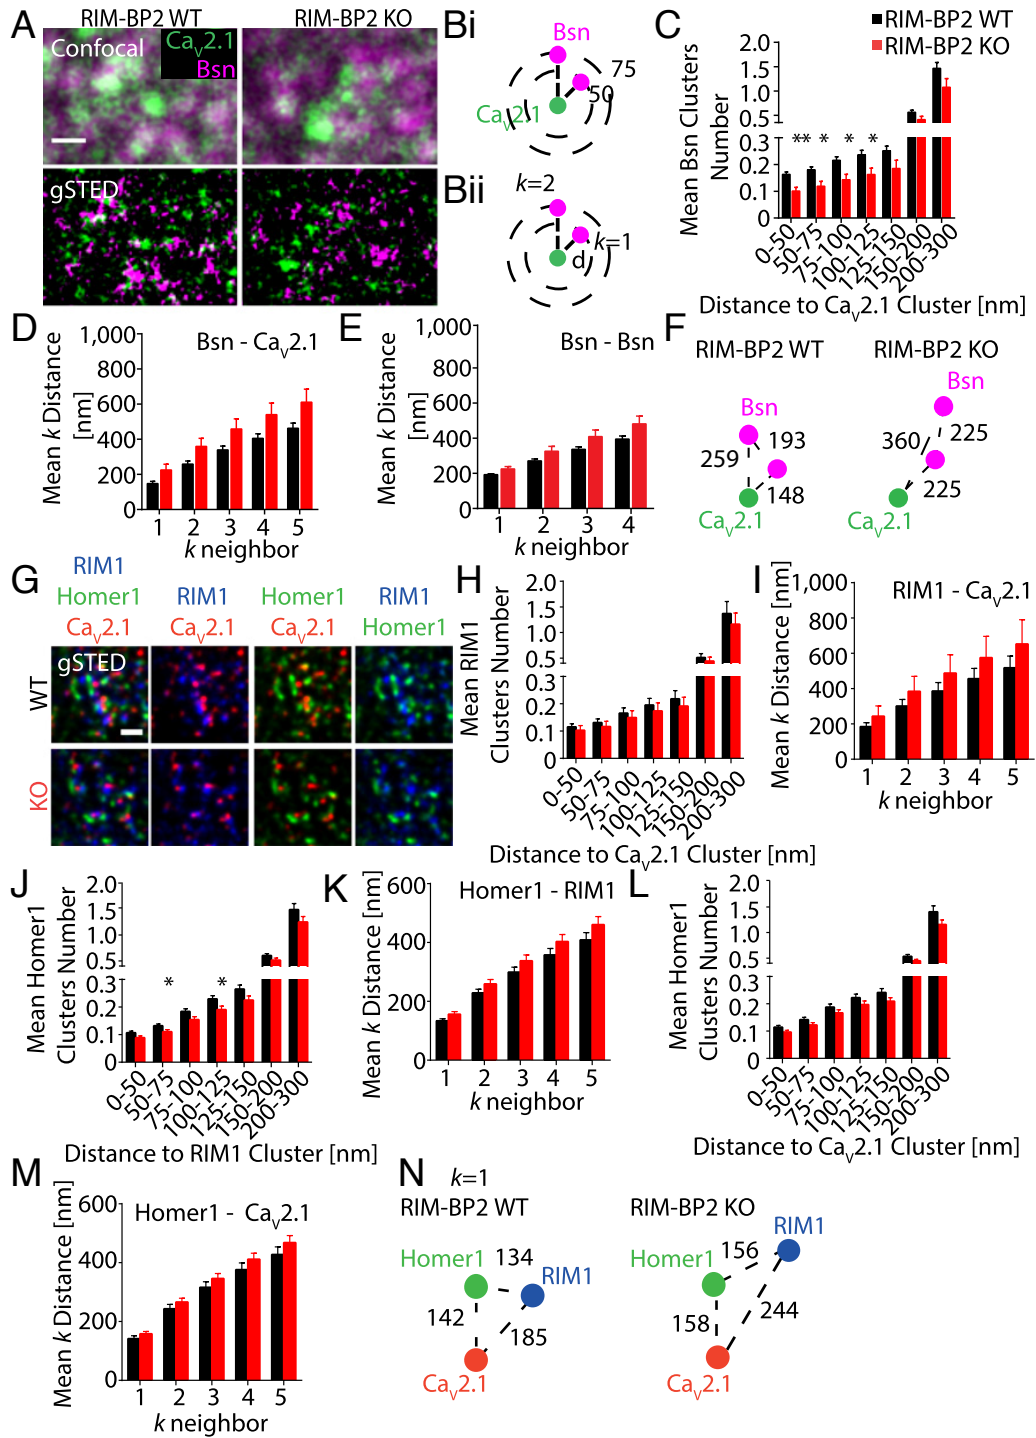 A
RIM-BP2 WT
RIM-BP2 KO
Confocal
CaV2.1
Bsn
gSTED
Bi
Bsn
75
50
CaV2.1
Bii
k=2
k=1
d
C
RIM-BP2 WT
RIM-BP2 KO
Mean Bsn Clusters
Number
2.0
1.5
1.0
0.5
0.3
0.2
0.1
0
** * * *
0-50
50-75
75-100
100-125
125-150
150-200
200-300
Distance to CaV2.1 Cluster [nm]
D
Bsn - CaV2.1
Mean k Distance
[nm]
1,000
800
600
400
200
0
1 2 3 4 5
k neighbor
E
Bsn - Bsn
Mean k Distance
[nm]
1,000
800
600
400
200
0
1 2 3 4
k neighbor
F
RIM-BP2 WT
RIM-BP2 KO
Bsn
259
193
148
CaV2.1
Bsn
360
225
225
CaV2.1
G
RIM1
Homer1
CaV2.1
RIM1
CaV2.1
Homer1
CaV2.1
RIM1
Homer1
gSTED
WT
KO
H
Mean RIM1
Clusters Number
2.0
1.5
1.0
0.5
0.3
0.2
0.1
0
0-50
50-75
75-100
100-125
125-150
150-200
200-300
Distance to CaV2.1 Cluster [nm]
I
RIM1 - CaV2.1
Mean k Distance [nm]
1,000
800
600
400
200
0
1 2 3 4 5
k neighbor
J
Mean Homer1
Clusters Number
2.0
1.5
1.0
0.5
0.3
0.2
0.1
0
* *
0-50
50-75
75-100
100-125
125-150
150-200
200-300
Distance to RIM1 Cluster [nm]
K
Homer1 - RIM1
Mean k Distance [nm]
600
400
200
0
1 2 3 4 5
k neighbor
L
Mean Homer1
Clusters Number
2.0
1.5
1.0
0.5
0.3
0.2
0.1
0
0-50
50-75
75-100
100-125
125-150
150-200
200-300
Distance to CaV2.1 Cluster [nm]
M
Homer1 - CaV2.1
Mean k Distance [nm]
600
400
200
0
1 2 3 4 5
k neighbor
N
k=1
RIM-BP2 WT
RIM-BP2 KO
Homer1
134
RIM1
142
185
CaV2.1
RIM1
Homer1
156
158
244
CaV2.1